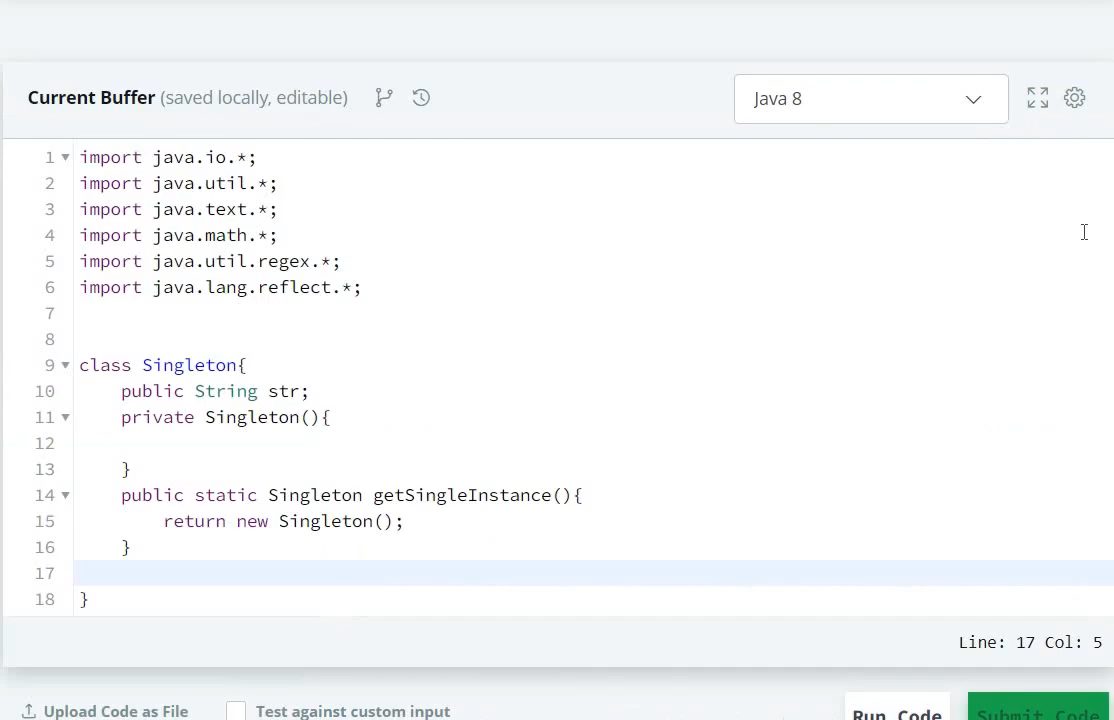 Current Buffer (saved locally, editable)
Java 8
1 import java.io.*;
2 import java.util.*;
3 import java.text.*;
4 import java.math.*;
5 import java.util.regex.*;
6 import java.lang.reflect.*;
7
8
9 class Singleton{
10     public String str;
11     private Singleton(){
12
13     }
14     public static Singleton getSingleInstance(){
15         return new Singleton();
16     }
17
18 }
Line: 17 Col: 5
Upload Code as File
Test against custom input
Run Code
Submit Code